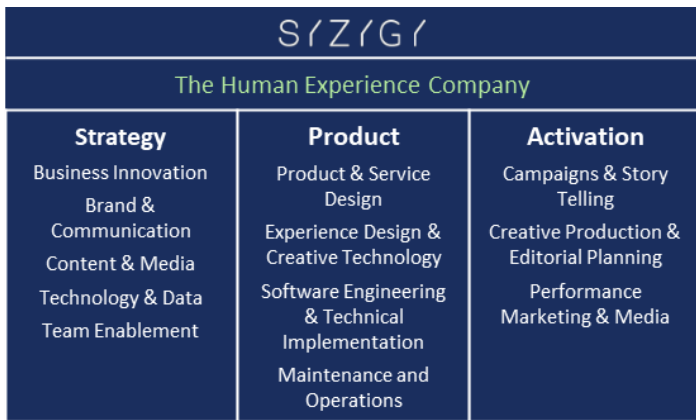 SYZYGY
The Human Experience Company
Strategy
Business Innovation
Brand &
Communication
Content & Media
Technology & Data
Team Enablement
Product
Product & Service
Design
Experience Design &
Creative Technology
Software Engineering
& Technical
Implementation
Maintenance and
Operations
Activation
Campaigns & Story
Telling
Creative Production &
Editorial Planning
Performance
Marketing & Media